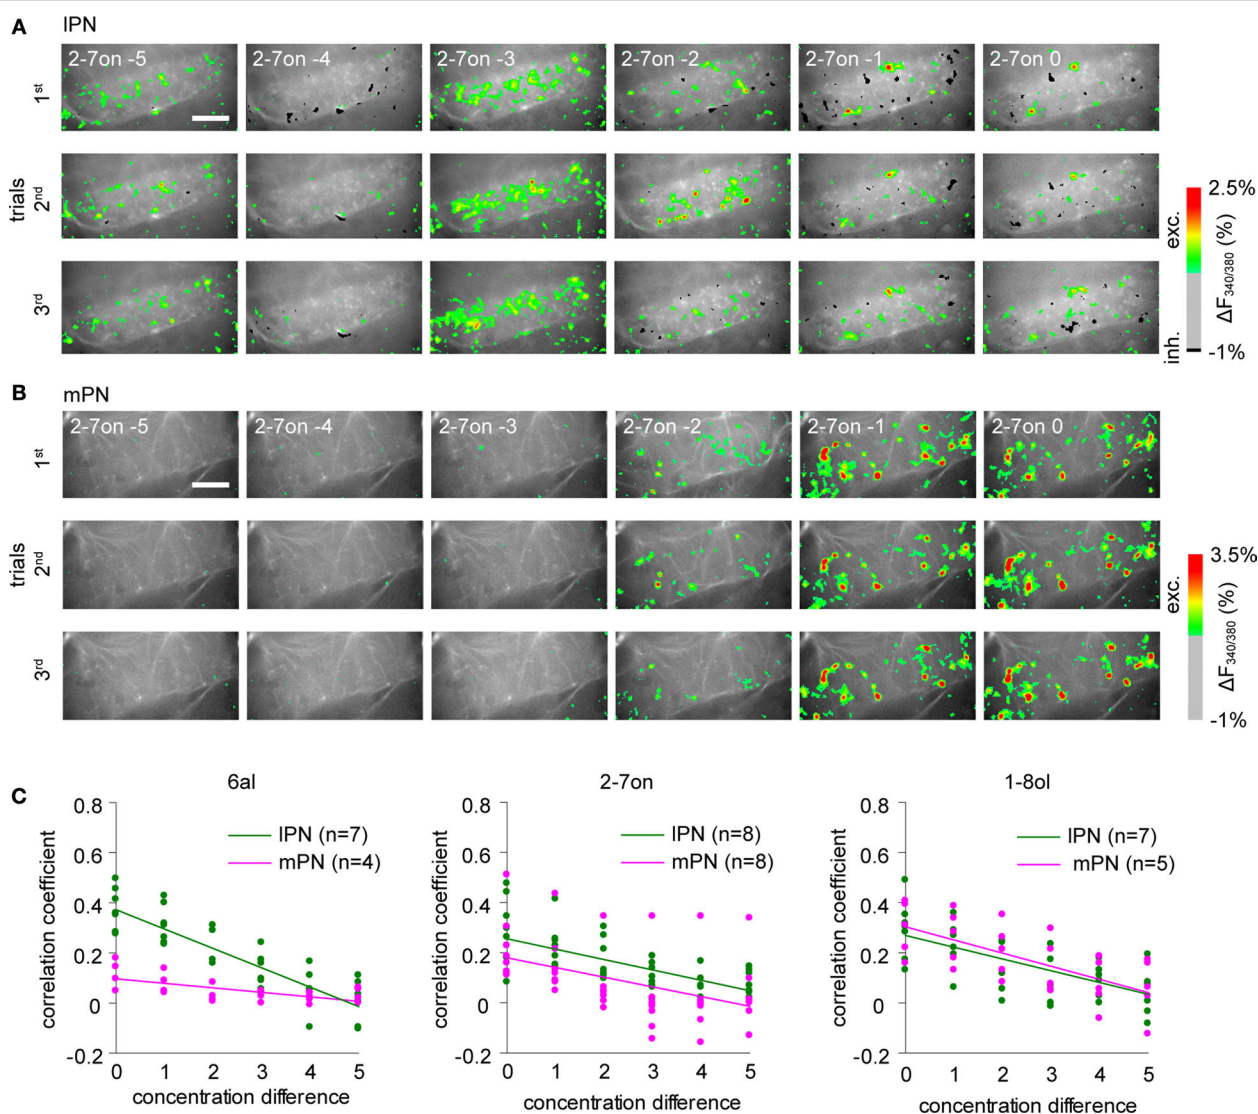 A
lPN
2-7on -5
2-7on -4
2-7on -3
2-7on -2
2-7on -1
2-7on 0
1st
2nd
3rd
trials
2.5%
exc.
ΔF340/380 (%)
inh.
-1%
B
mPN
2-7on -5
2-7on -4
2-7on -3
2-7on -2
2-7on -1
2-7on 0
1st
2nd
3rd
trials
3.5%
exc.
ΔF340/380 (%)
-1%
C
6al
correlation coefficient
0.8
0.6
0.4
0.2
0
-0.2
lPN (n=7)
mPN (n=4)
0 1 2 3 4 5
concentration difference
2-7on
correlation coefficient
0.8
0.6
0.4
0.2
0
-0.2
lPN (n=8)
mPN (n=8)
0 1 2 3 4 5
concentration difference
1-8ol
correlation coefficient
0.8
0.6
0.4
0.2
0
-0.2
lPN (n=7)
mPN (n=5)
0 1 2 3 4 5
concentration difference